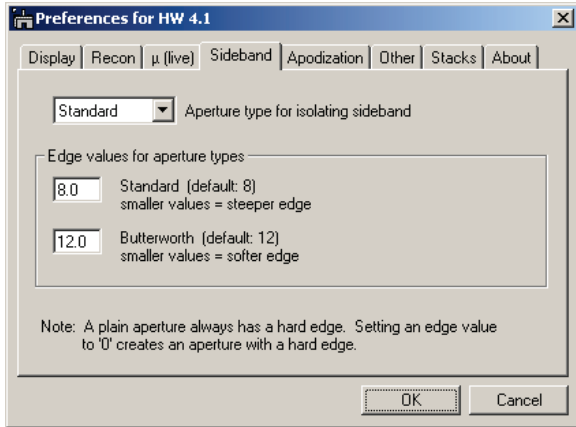 Preferences for HW 4.1
Display Recon µ (live) Sideband Apodization Other Stacks About
Standard Aperture type for isolating sideband
Edge values for aperture types
8.0 Standard (default: 8)
smaller values = steeper edge
12.0 Butterworth (default: 12)
smaller values = softer edge
Note: A plain aperture always has a hard edge. Setting an edge value
to '0' creates an aperture with a hard edge.
OK Cancel